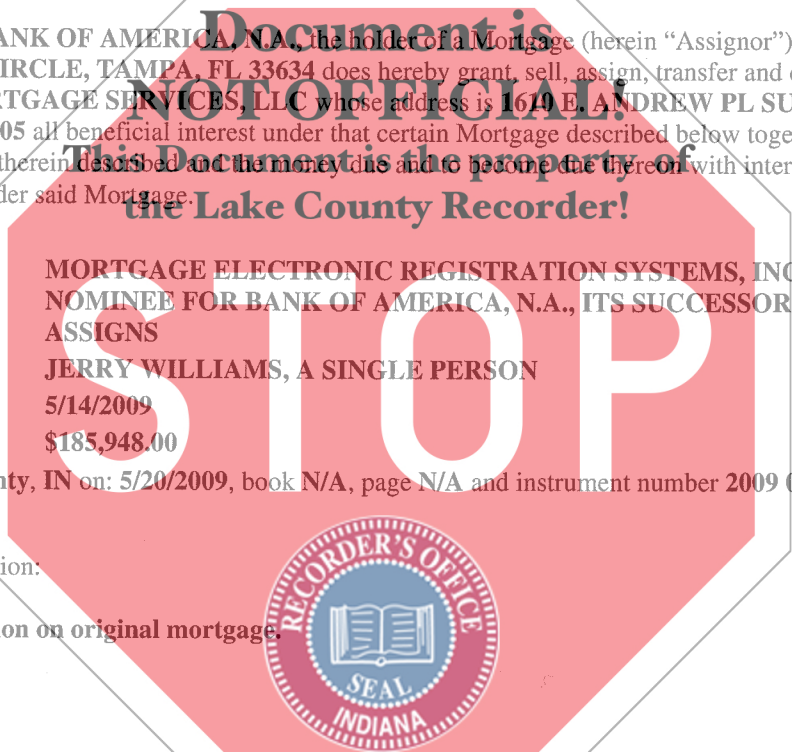 Document is
NOT OFFICIAL!
This Document is the property of
the Lake County Recorder!
ANK OF AMERICA, N.A., the holder of a Mortgage (herein “Assignor”)
IRCLE, TAMPA, FL 33634 does hereby grant, sell, assign, transfer and
RTGAGE SERVICES, LLC whose address is 1610 E. ANDREW PL SU
05 all beneficial interest under that certain Mortgage described below toge
therein described and the money due and to become due thereon with inter
der said Mortgage.
MORTGAGE ELECTRONIC REGISTRATION SYSTEMS, INC
NOMINEE FOR BANK OF AMERICA, N.A., ITS SUCCESSOR
ASSIGNS
JERRY WILLIAMS, A SINGLE PERSON
5/14/2009
$185,948.00
STOP
nty, IN on: 5/20/2009, book N/A, page N/A and instrument number 2009 0
ion:
on on original mortgage.
RECORDER'S OFFICE
SEAL
INDIANA